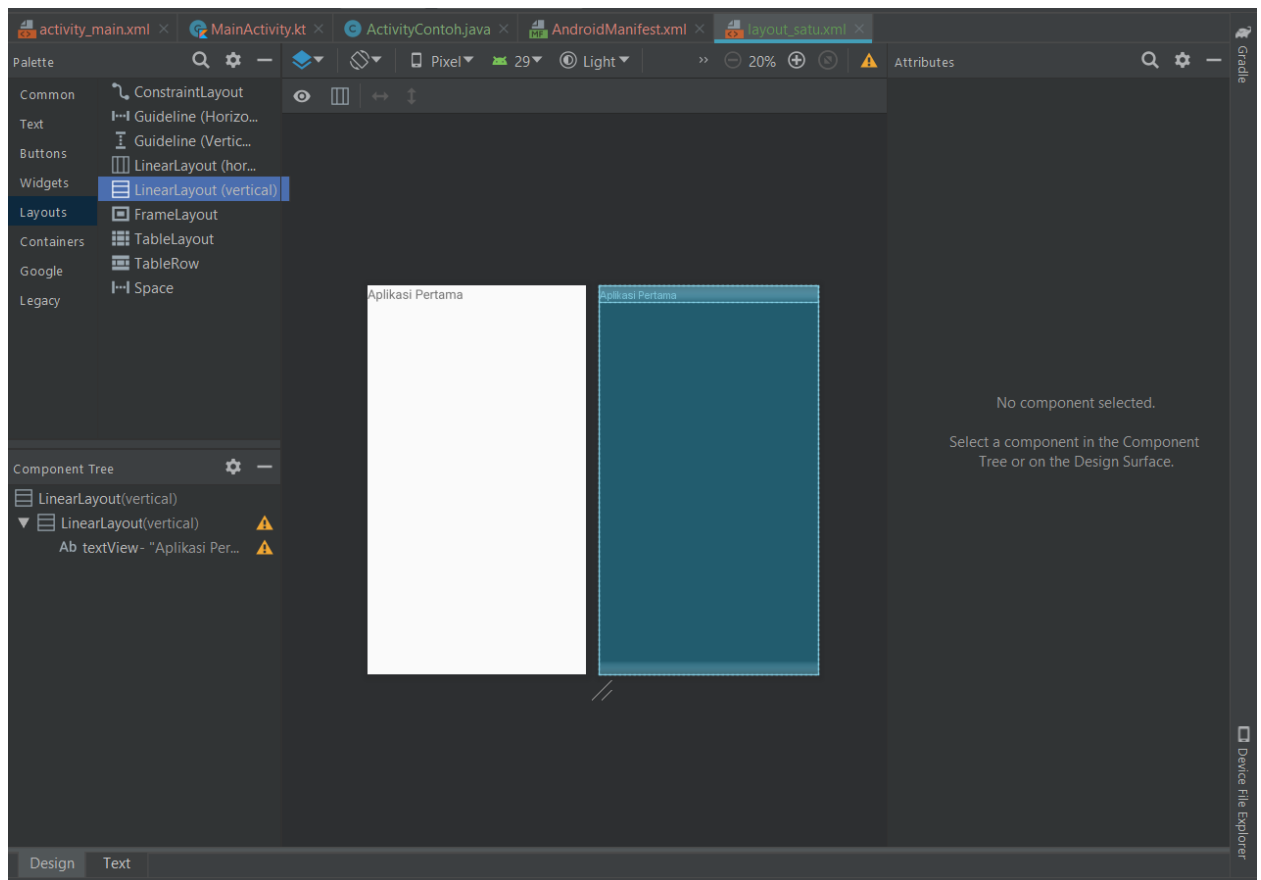 activity_main.xml MainActivity.kt ActivityContoh.java AndroidManifest.xml layout_satu.xml
Palette
Pixel 29 Light 20%
Attributes
Common
Text
Buttons
Widgets
Layouts
Containers
Google
Legacy
ConstraintLayout
Guideline (Horizo...
Guideline (Vertic...
LinearLayout (hor...
LinearLayout (vertical)
FrameLayout
TableLayout
TableRow
Space
Component Tree
LinearLayout(vertical)
LinearLayout(vertical)
Ab textView- "Aplikasi Per...
Aplikasi Pertama
Aplikasi Pertama
No component selected.
Select a component in the Component
Tree or on the Design Surface.
Gradle
Device File Explorer
Design Text